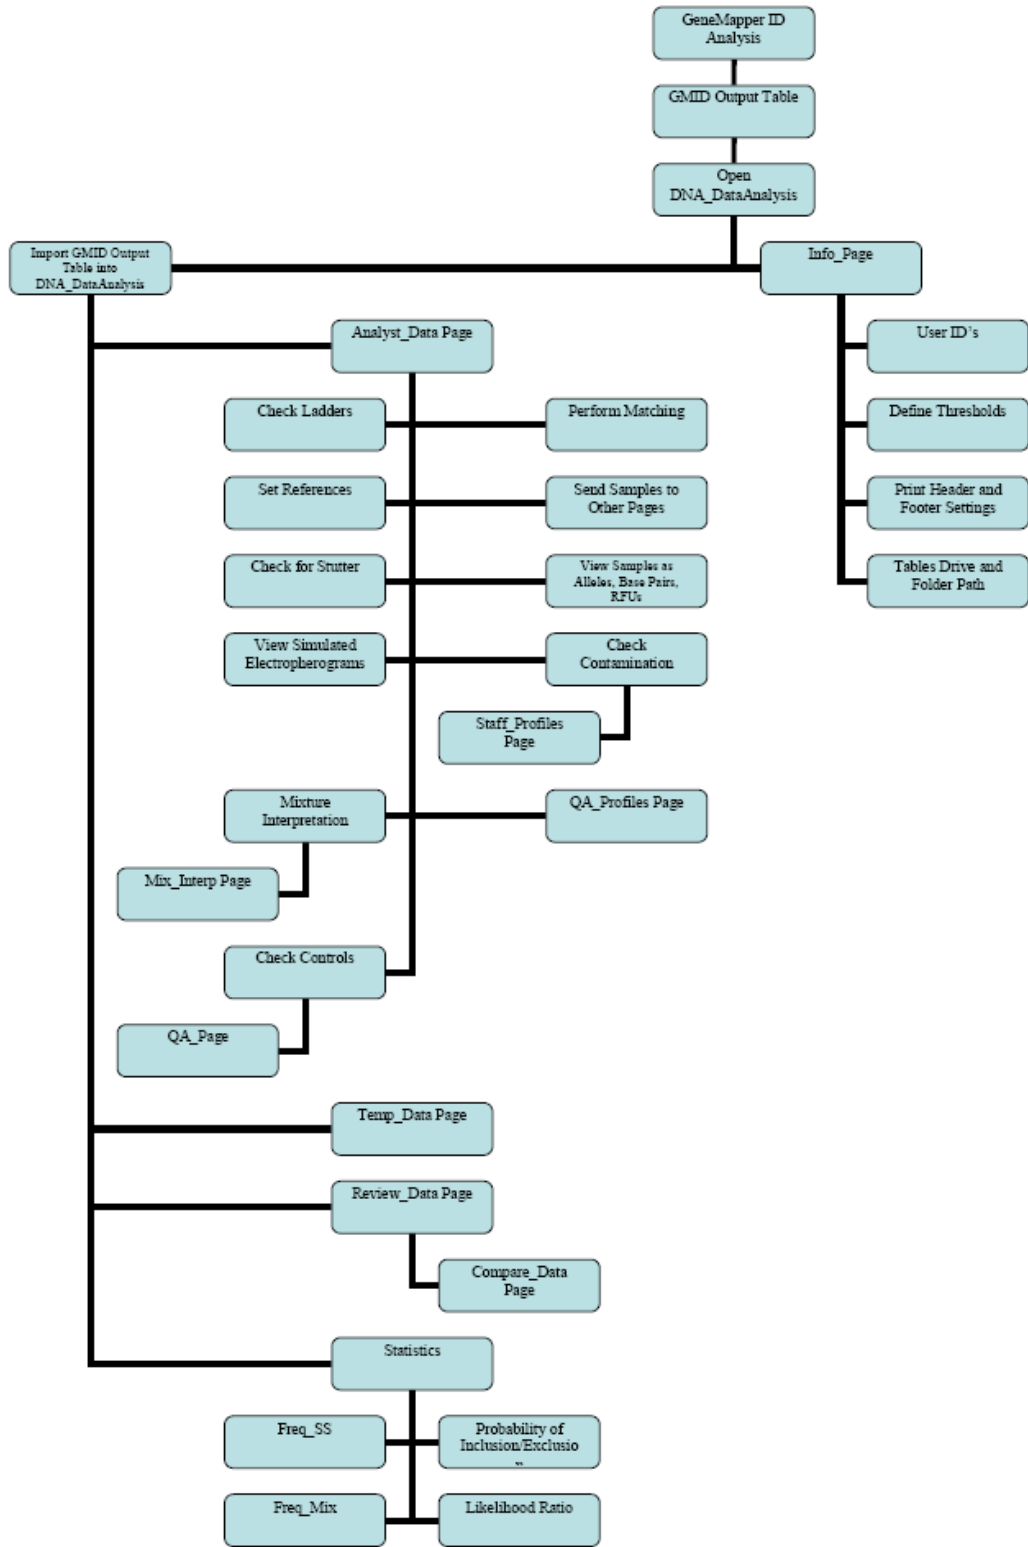 GeneMapper ID
Analysis
GMID Output Table
Open
DNA_DataAnalysis
Import GMID Output
Table into
DNA_DataAnalysis
Info_Page
Analyst_Data Page
User ID's
Check Ladders
Perform Matching
Define Thresholds
Set References
Send Samples to
Other Pages
Print Header and
Footer Settings
Check for Stutter
View Samples as
Alleles, Base Pairs,
RFUs
Tables Drive and
Folder Path
View Simulated
Electropherograms
Check
Contamination
Staff_Profiles
Page
Mixture
Interpretation
QA_Profiles Page
Mix_Interp Page
Check Controls
QA_Page
Temp_Data Page
Review_Data Page
Compare_Data
Page
Statistics
Freq_SS
Probability of
Inclusion/Exclusio
n
Freq_Mix
Likelihood Ratio